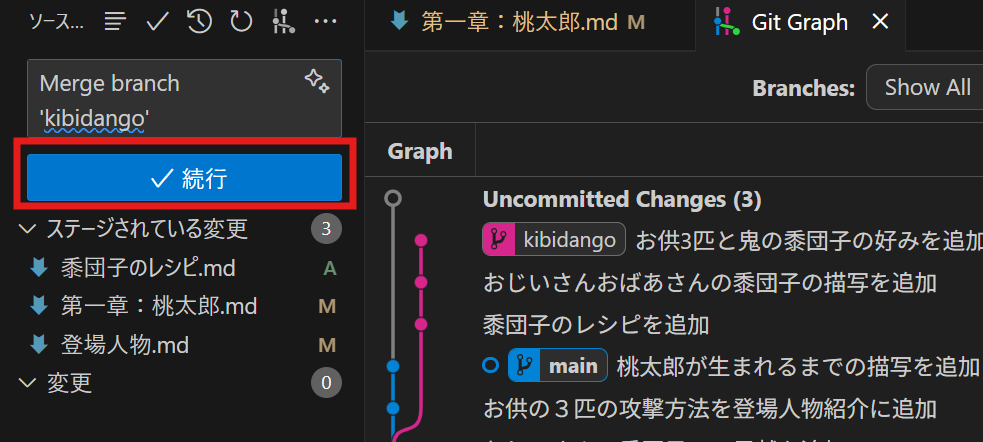 ソース...
第一章：桃太郎.md M
Git Graph
Merge branch
'kibidango'
Branches:
Show All
続行
Graph
ステージされている変更 3
黍団子のレシピ.md A
第一章：桃太郎.md M
登場人物.md M
変更 0
Uncommitted Changes (3)
kibidango お供3匹と鬼の黍団子の好みを追加
おじいさんおばあさんの黍団子の描写を追加
黍団子のレシピを追加
main 桃太郎が生まれるまでの描写を追加
お供の３匹の攻撃方法を登場人物紹介に追加